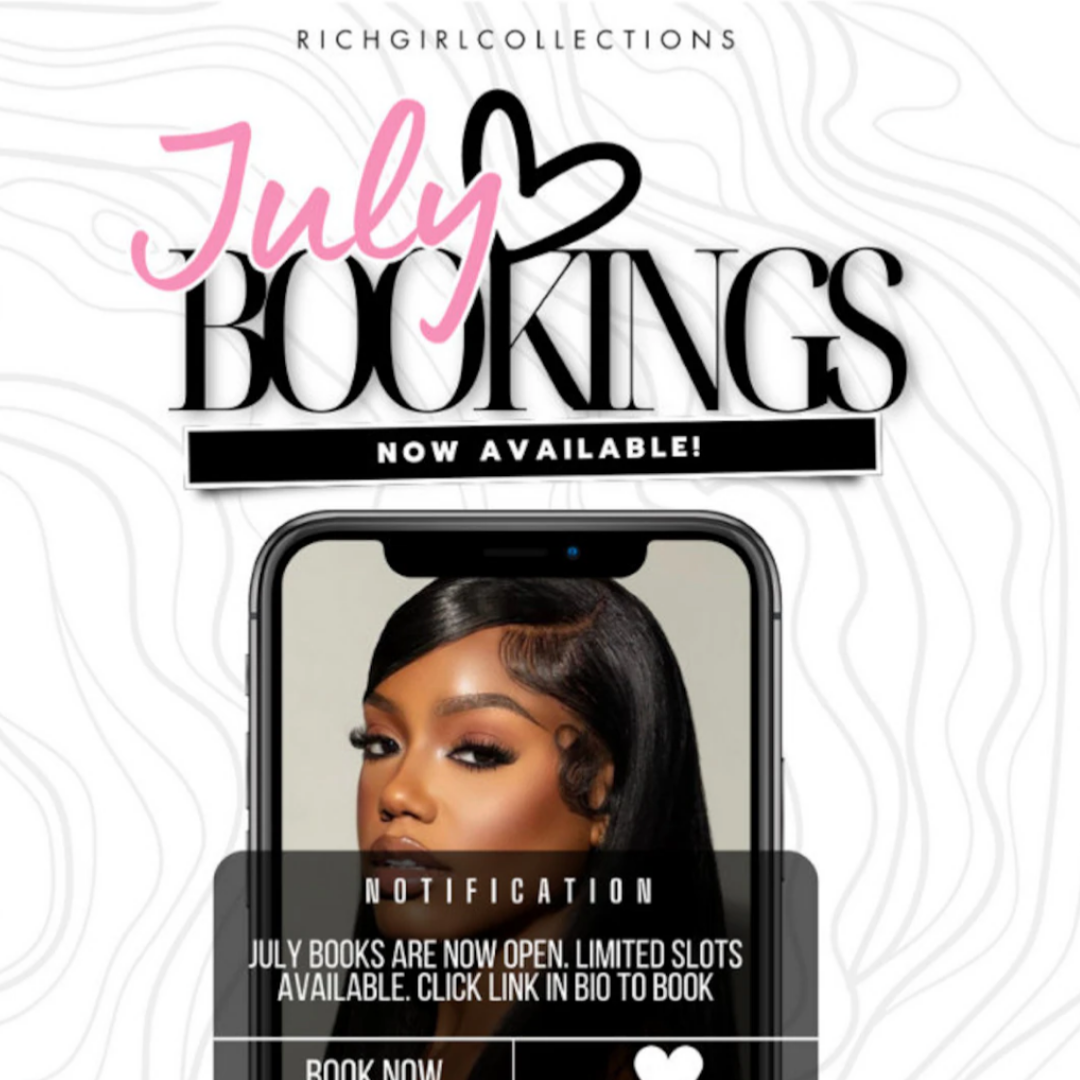 RICHGIRLCOLLECTIONS
July
BOOKINGS
NOW AVAILABLE!
NOTIFICATION
JULY BOOKS ARE NOW OPEN. LIMITED SLOTS
AVAILABLE. CLICK LINK IN BIO TO BOOK
BOOK NOW